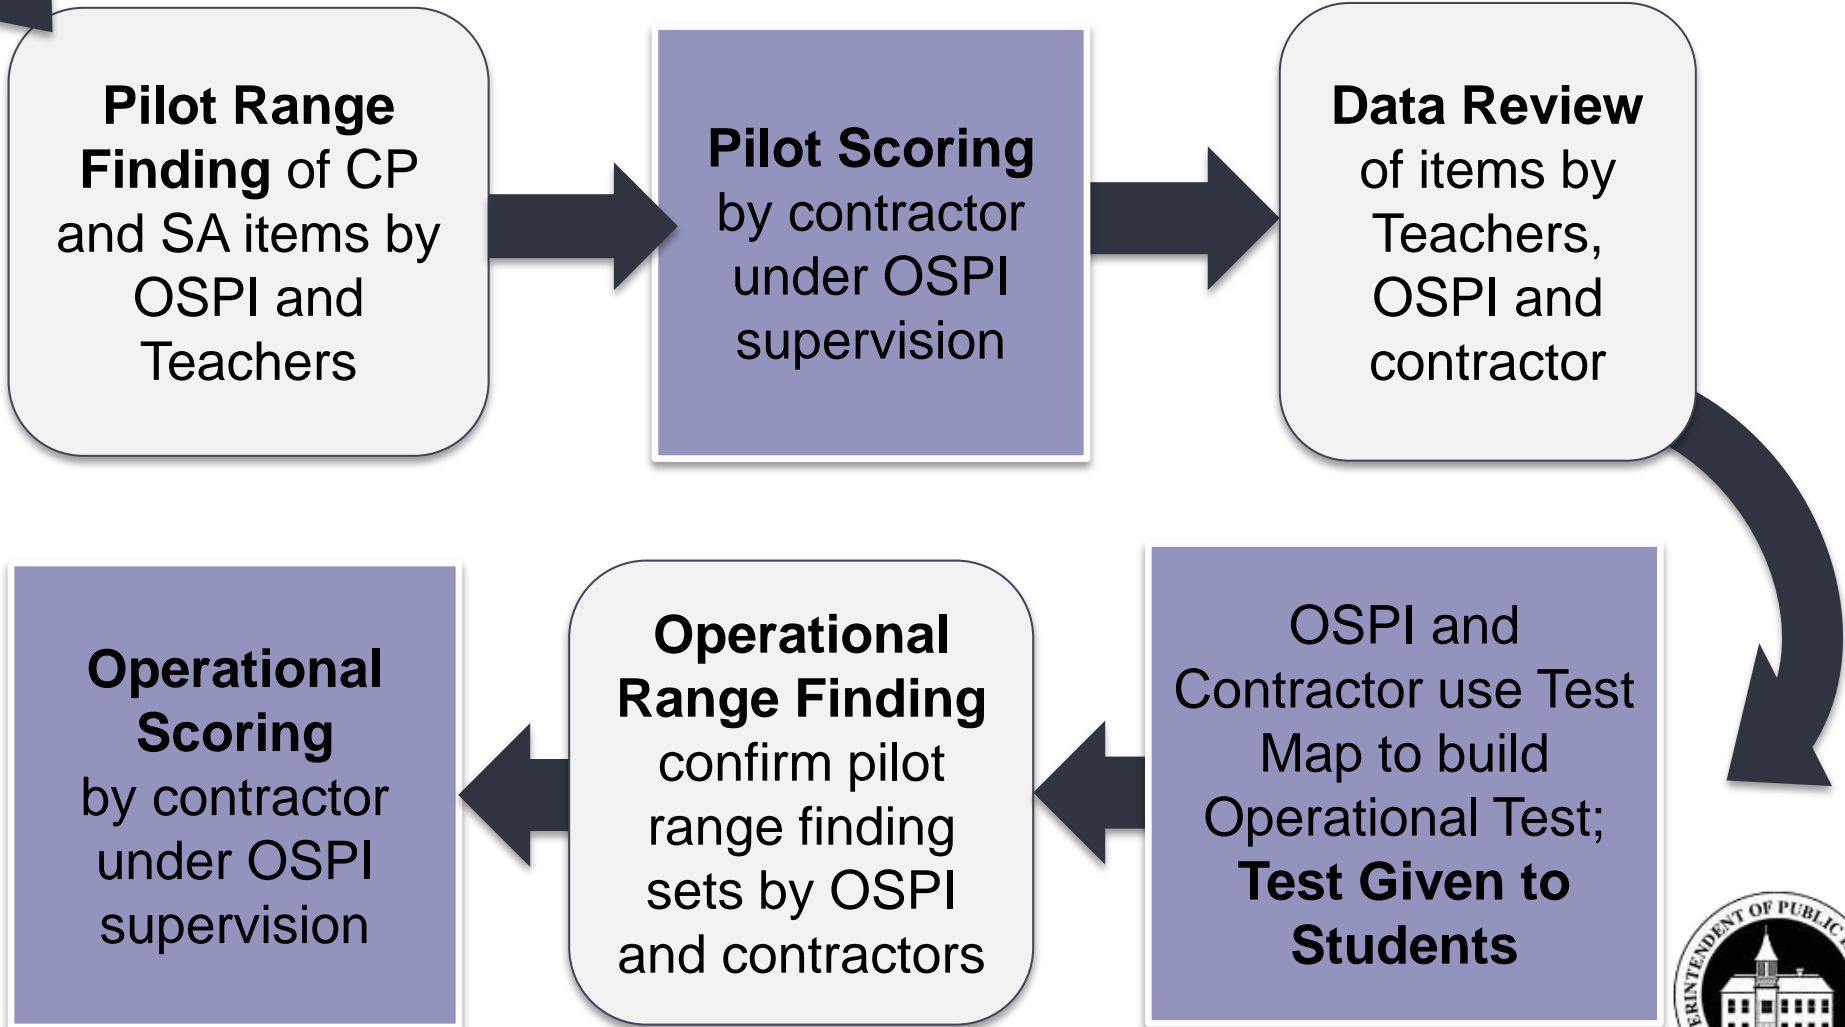 Pilot Range
Finding of CP
and SA items by
OSPI and
Teachers
Pilot Scoring
by contractor
under OSPI
supervision
Data Review
of items by
Teachers,
OSPI and
contractor
OSPI and
Contractor use Test
Map to build
Operational Test;
Test Given to
Students
Operational
Range Finding
confirm pilot
range finding
sets by OSPI
and contractors
Operational
Scoring
by contractor
under OSPI
supervision
OF PUBLIC